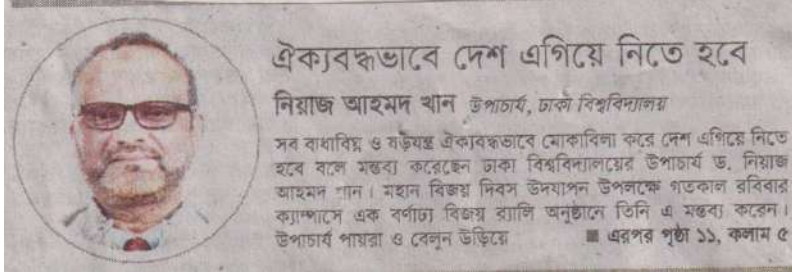 ঐক্যবদ্ধভাবে দেশ এগিয়ে নিতে হবে
নিয়াজ আহমদ খান উপাচার্য, ঢাকা বিশ্ববিদ্যালয়
সব বাধাবিঘ্ন ও ষড়যন্ত্র ঐক্যবদ্ধভাবে মোকাবিলা করে দেশ এগিয়ে নিতে
হবে বলে মন্তব্য করেছেন ঢাকা বিশ্ববিদ্যালয়ের উপাচার্য ড. নিয়াজ
আহমদ খান। মহান বিজয় দিবস উদযাপন উপলক্ষে গতকাল রবিবার
ক্যাম্পাসে এক বর্ণাঢ্য বিজয় র‌্যালি অনুষ্ঠানে তিনি এ মন্তব্য করেন।
উপাচার্য পায়রা ও বেলুন উড়িয়ে ■ এরপর পৃষ্ঠা ১১, কলাম ৫